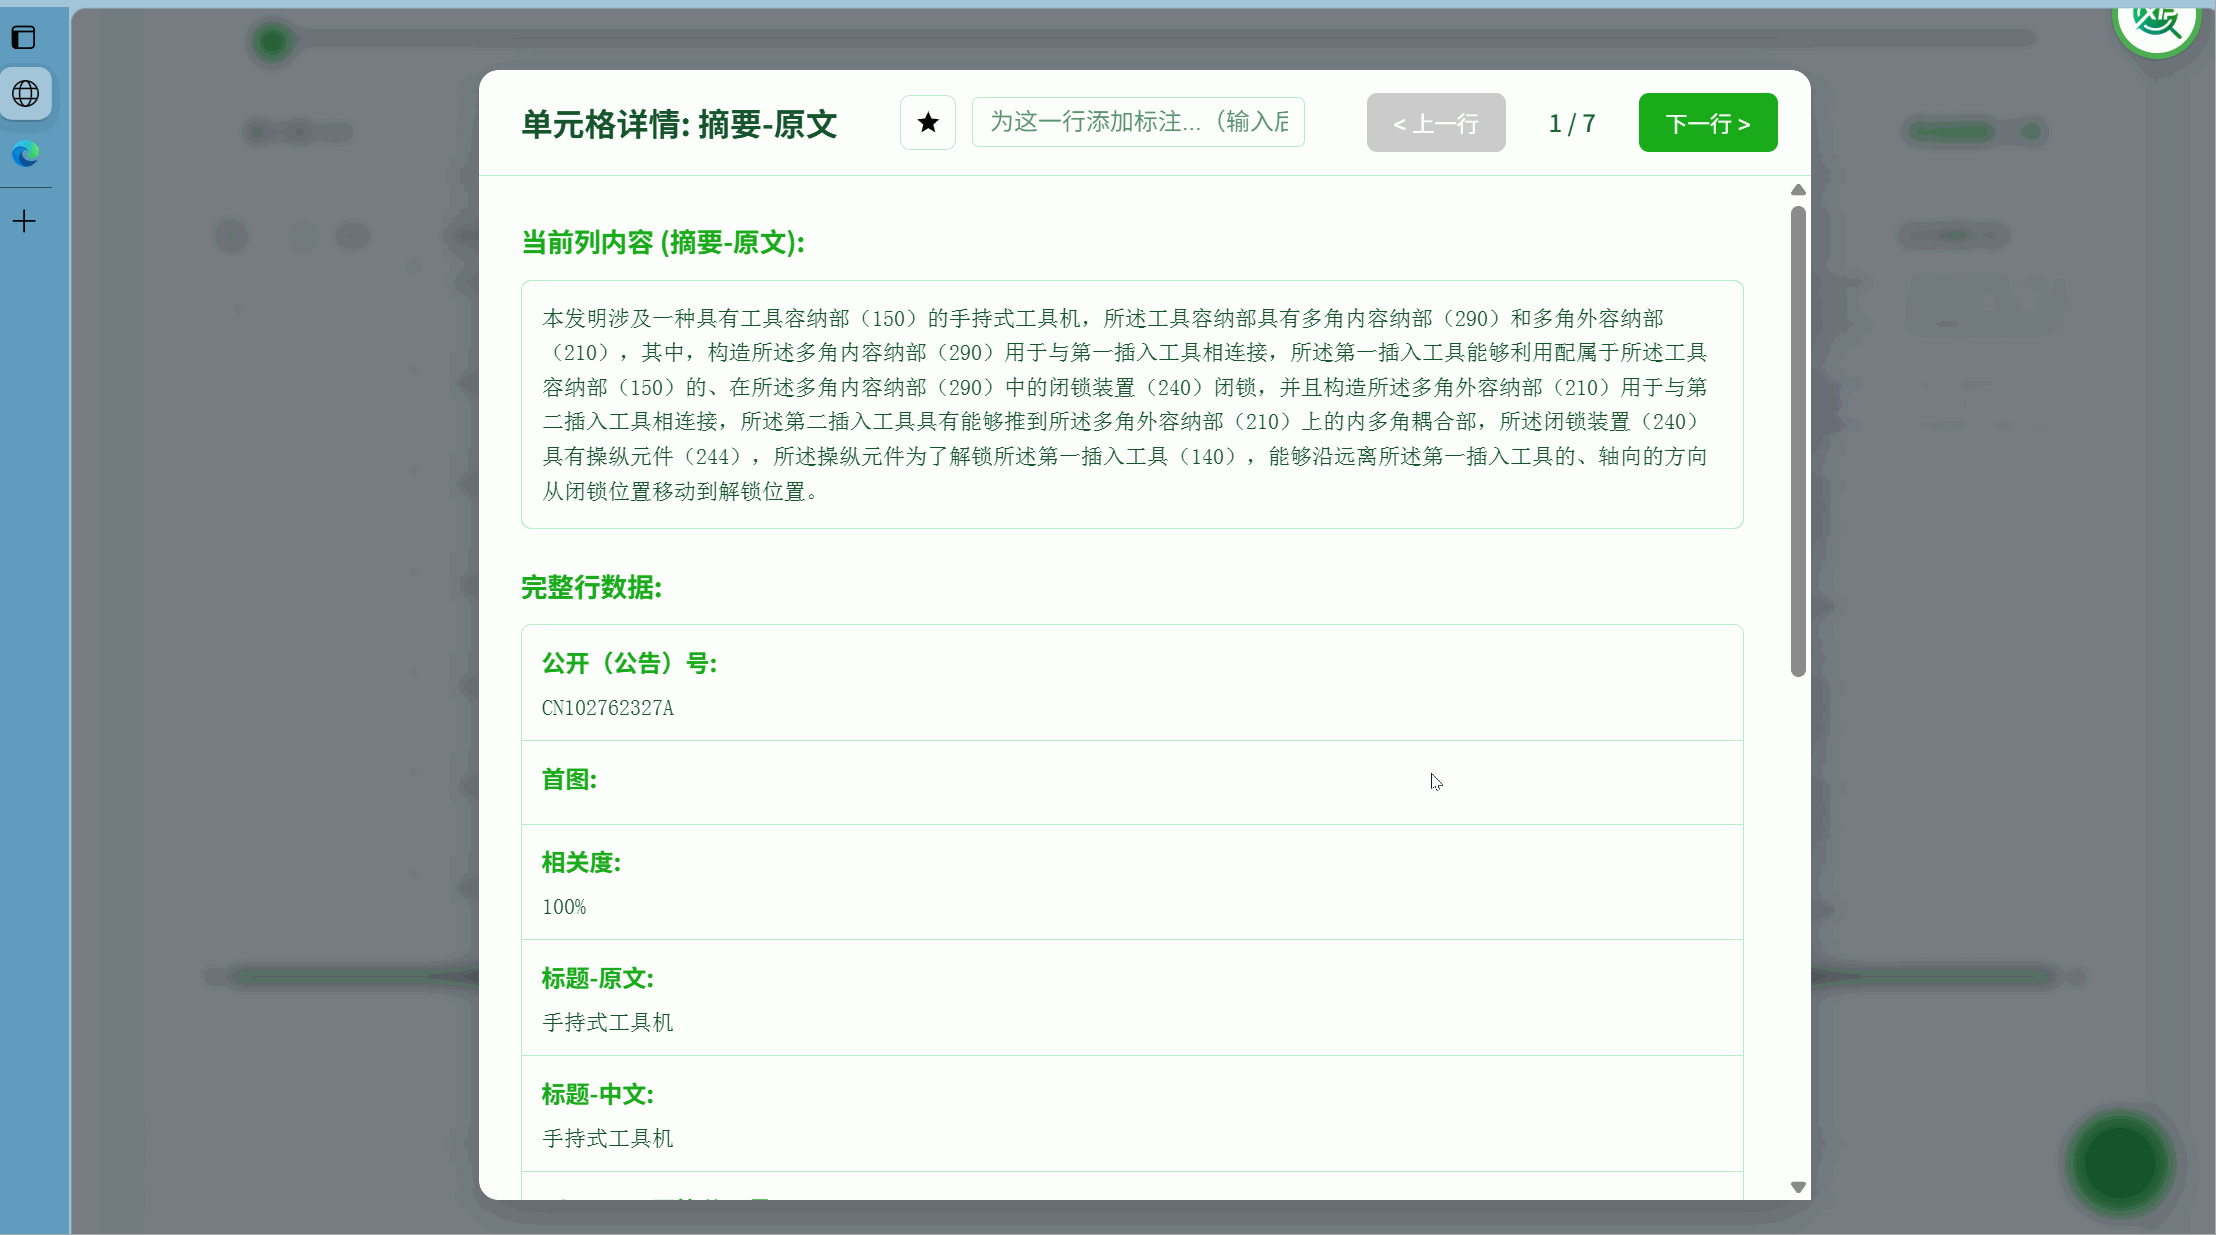 单元格详情: 摘要-原文
★
为这一行添加标注...（输入后
< 上一行
1 / 7
下一行 >
当前列内容 (摘要-原文):
本发明涉及一种具有工具容纳部（150）的手持式工具机，所述工具容纳部具有多角内容纳部（290）和多角外容纳部
（210），其中，构造所述多角内容纳部（290）用于与第一插入工具相连接，所述第一插入工具能够利用配属于所述工具
容纳部（150）的、在所述多角内容纳部（290）中的闭锁装置（240）闭锁，并且构造所述多角外容纳部（210）用于与第
二插入工具相连接，所述第二插入工具具有能够推到所述多角外容纳部（210）上的内多角耦合部，所述闭锁装置（240）
具有操纵元件（244），所述操纵元件为了解锁所述第一插入工具（140），能够沿远离所述第一插入工具的、轴向的方向
从闭锁位置移动到解锁位置。
完整行数据:
公开（公告）号:
CN102762327A
首图:
相关度:
100%
标题-原文:
手持式工具机
标题-中文:
手持式工具机